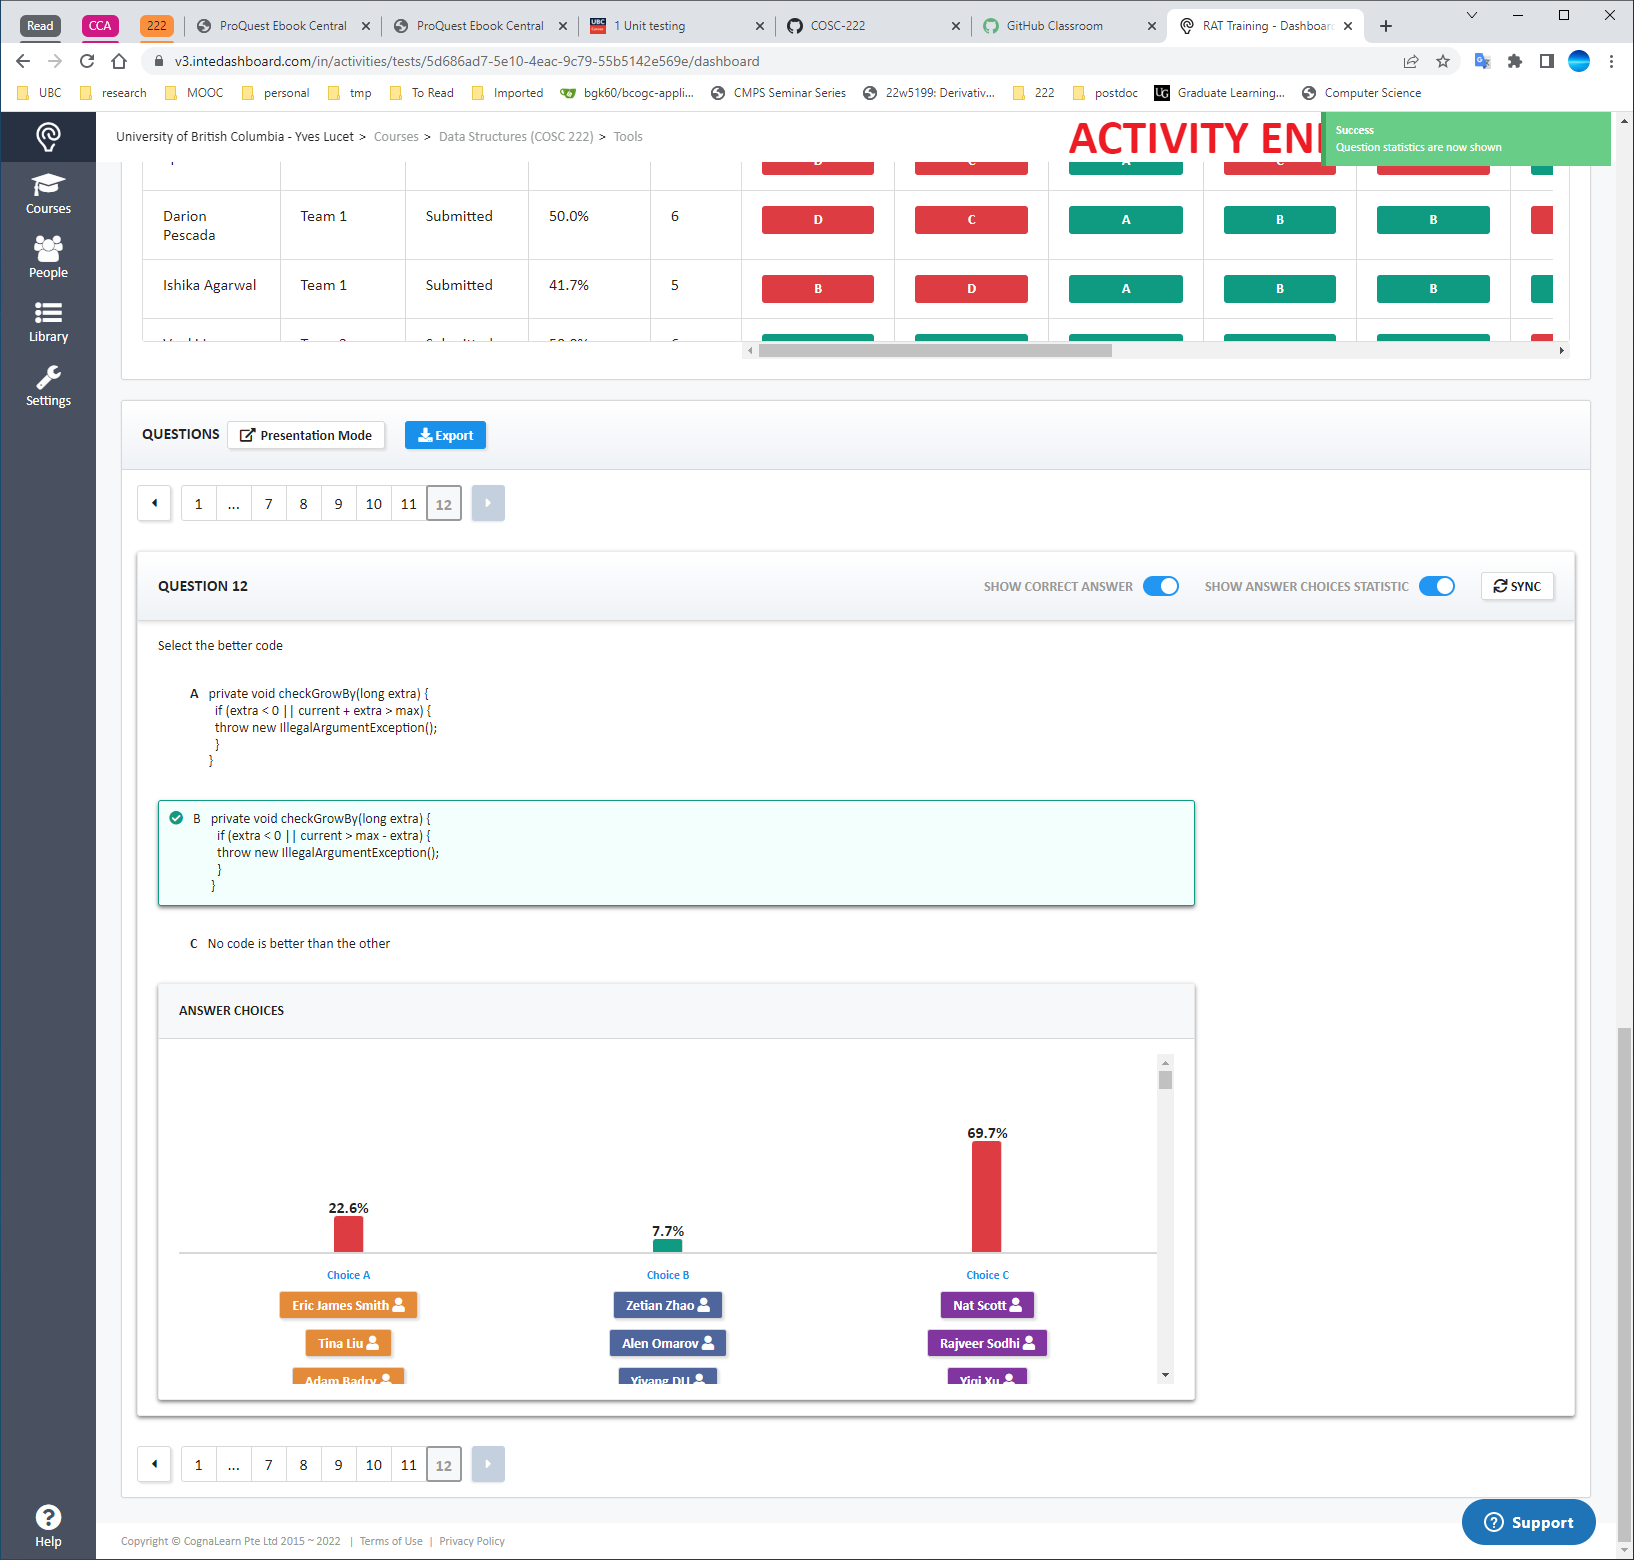 Read
CCA
222
ProQuest Ebook Central
ProQuest Ebook Central
1 Unit testing
COSC-222
GitHub Classroom
RAT Training - Dashboard
v3.intedashboard.com/in/activities/tests/5d686ad7-5e10-4eac-9c79-55b5142e569e/dashboard
UBC
research
MOOC
personal
tmp
To Read
Imported
bgk60/bcogc-appli...
CMPS Seminar Series
22w5199: Derivativ...
222
postdoc
UG
Graduate Learning...
Computer Science
University of British Columbia - Yves Lucet > Courses > Data Structures (COSC 222) > Tools
ACTIVITY EN
Success
Question statistics are now shown
Courses
People
Library
Settings
Darion Pescada Team 1 Submitted 50.0% 6 D C A B B
Ishika Agarwal Team 1 Submitted 41.7% 5 B D A B B
QUESTIONS
Presentation Mode
Export
1 ... 7 8 9 10 11 12
QUESTION 12
SHOW CORRECT ANSWER
SHOW ANSWER CHOICES STATISTIC
SYNC
Select the better code
A private void checkGrowBy(long extra) {
if (extra < 0 || current + extra > max) {
throw new IllegalArgumentException();
}
}
B private void checkGrowBy(long extra) {
if (extra < 0 || current > max - extra) {
throw new IllegalArgumentException();
}
}
C No code is better than the other
ANSWER CHOICES
69.7%
22.6%
7.7%
Choice A Choice B Choice C
Eric James Smith Zetian Zhao Nat Scott
Tina Liu Alen Omarov Rajveer Sodhi
Adam Badry Yiyang DU Yiqi Xu
1 ... 7 8 9 10 11 12
Help
Support
Copyright © CognaLearn Pte Ltd 2015 ~ 2022 | Terms of Use | Privacy Policy